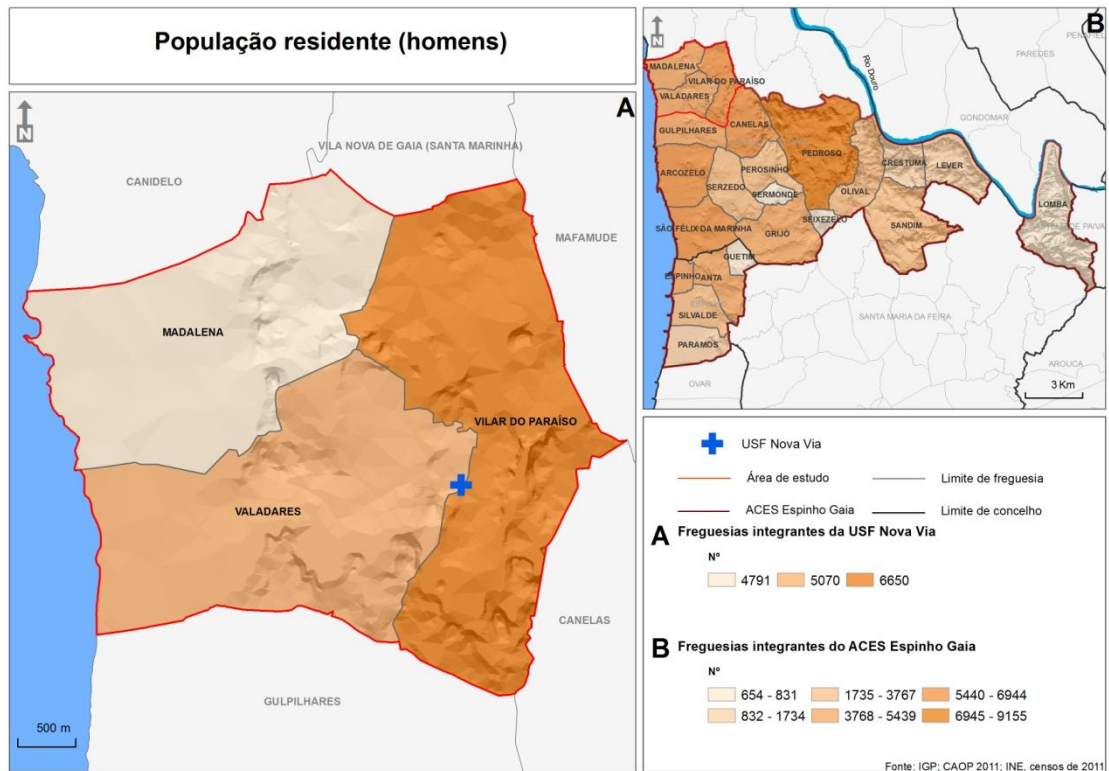 População residente (homens)
N
A
VILA NOVA DE GAIA (SANTA MARINHA)
CANIDELO
MAFAMUDE
MADALENA
VILAR DO PARAÍSO
VALADARES
CANELAS
GULPILHARES
500 m
N
B
PENAFIEL
PAREDES
Rio Douro
MADALENA
VILAR DO PARAÍSO
VALADARES
GONDOMAR
GULPILHARES
CANELAS
PEDROSO
CRESTUMA
LEVER
ARCOZELO
PEROSINHO
SERZEDO
SERMONDE
OLIVAL
LOMBA
SEIXEZELO
SÃO FÉLIX DA MARINHA
GRIJÓ
SANDIM
GUETIM
ESPINHO
ANTA
SILVALDE
SANTA MARIA DA FEIRA
PARAMOS
AROUCA
OVAR
3 Km
USF Nova Via
Área de estudo
Limite de freguesia
ACES Espinho Gaia
Limite de concelho
A Freguesias integrantes da USF Nova Via
Nº
4791 5070 6650
B Freguesias integrantes do ACES Espinho Gaia
Nº
654 - 831 1735 - 3767 5440 - 6944
832 - 1734 3768 - 5439 6945 - 9155
Fonte: IGP; CAOP 2011; INE, censos de 2011